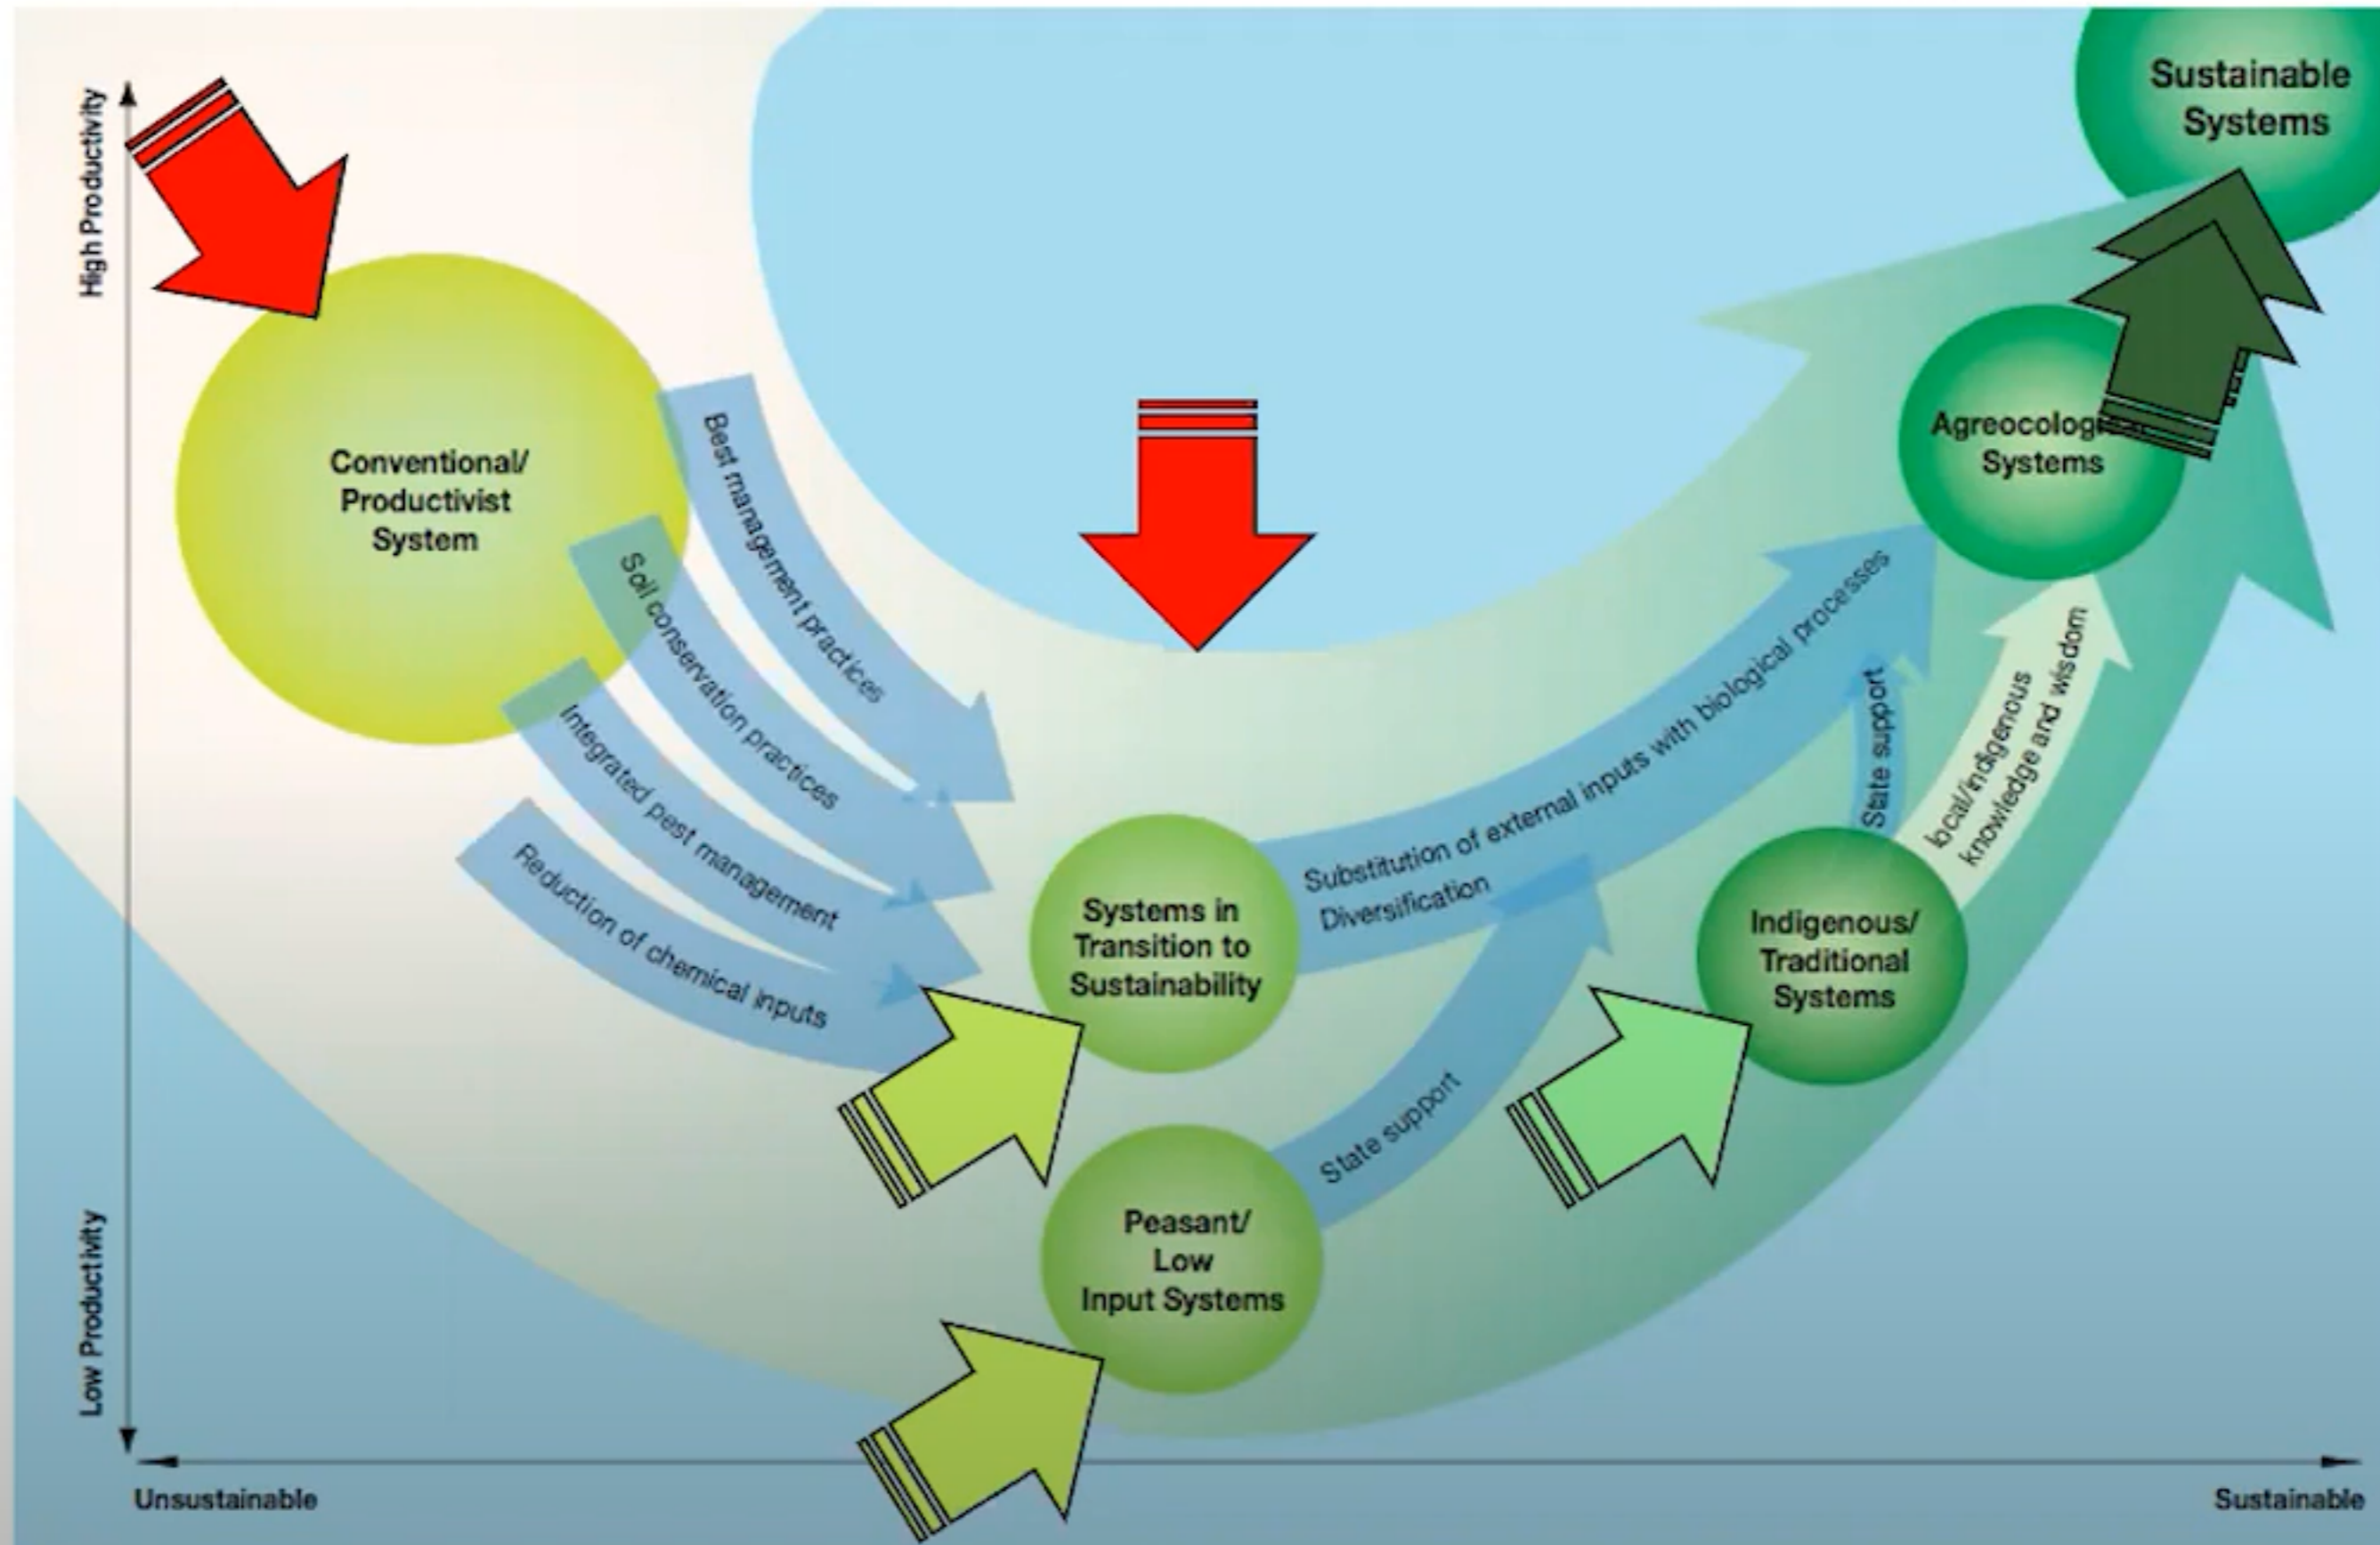 High Productivity
Low Productivity
Unsustainable
Sustainable
Conventional/
Productivist
System
Best management practices
Soil conservation practices
Integrated pest management
Reduction of chemical inputs
Systems in
Transition to
Sustainability
Peasant/
Low
Input Systems
Substitution of external inputs with biological processes
Diversification
State support
Indigenous/
Traditional
Systems
State support
local/indigenous
knowledge and wisdom
Systems
Sustainable
Systems